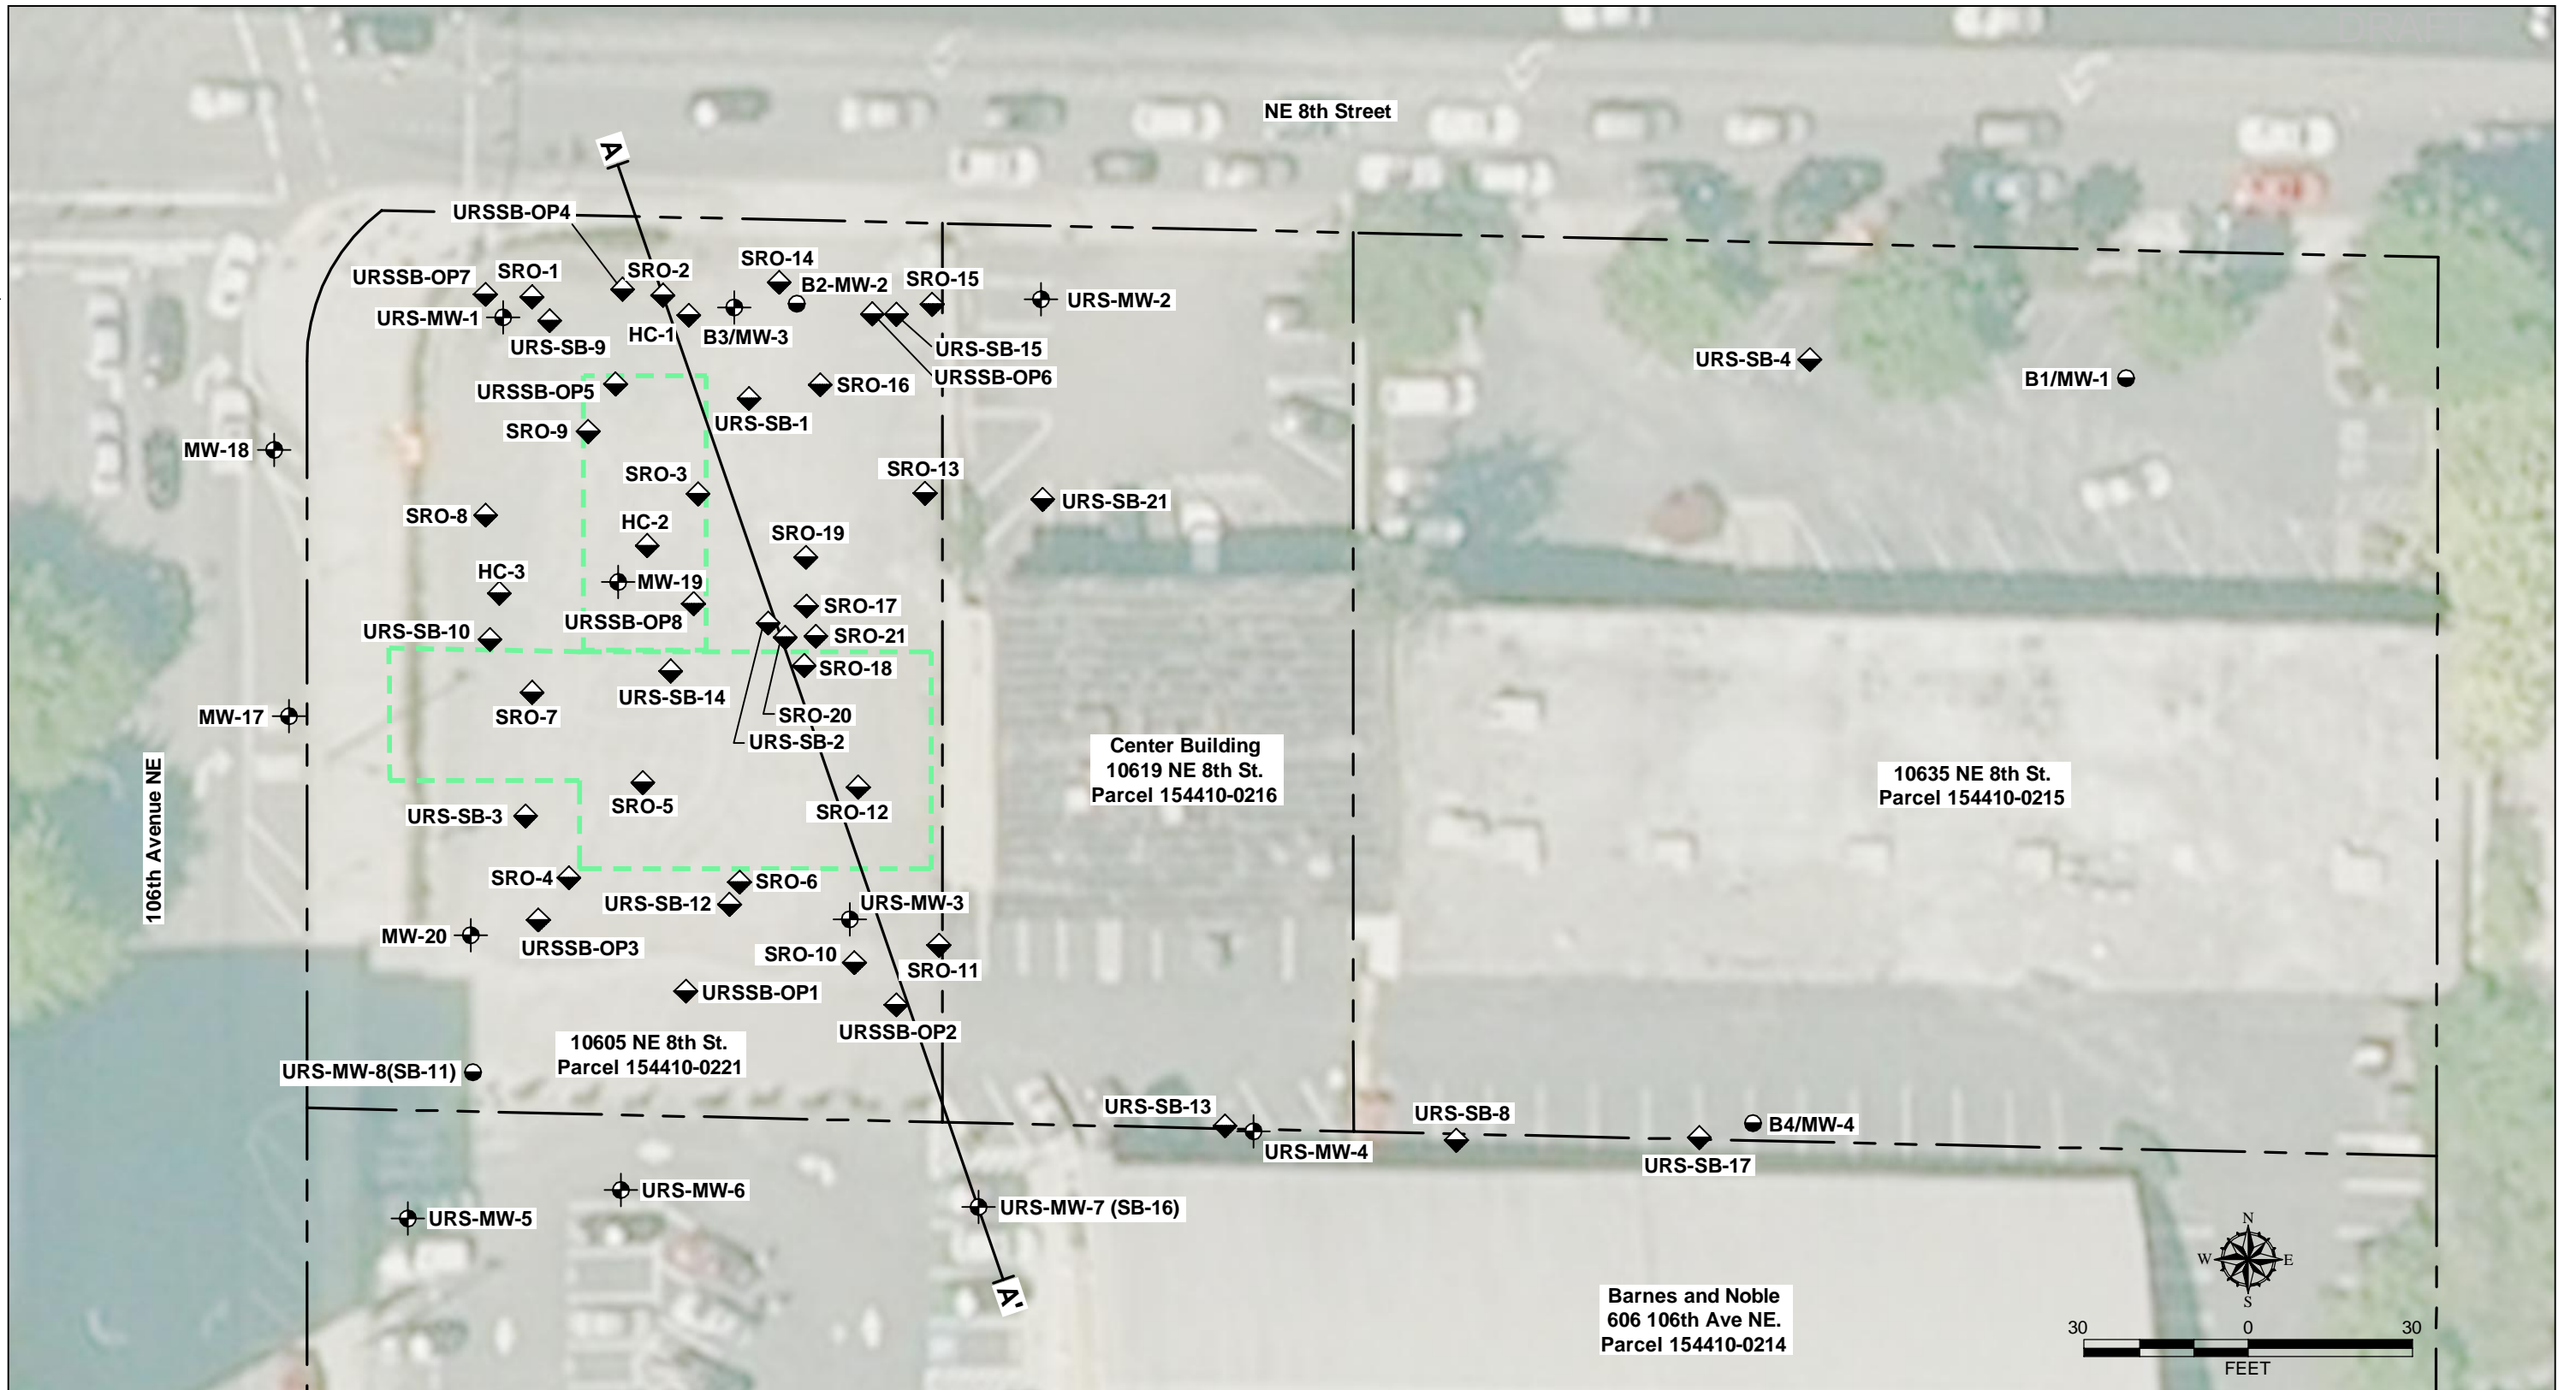 DRAFT
NE 8th Street
A
URSSB-OP4
SRO-14
URSSB-OP7
SRO-1
SRO-2
B2-MW-2
SRO-15
URS-MW-2
URS-MW-1
URS-SB-9
HC-1
B3/MW-3
URS-SB-15
URSSB-OP6
URS-SB-4
B1/MW-1
URSSB-OP5
SRO-16
URS-SB-1
SRO-9
MW-18
SRO-3
SRO-13
URS-SB-21
SRO-8
HC-2
SRO-19
HC-3
MW-19
URSSB-OP8
SRO-17
URS-SB-10
SRO-21
SRO-18
URS-SB-14
SRO-7
MW-17
SRO-20
URS-SB-2
Center Building
10619 NE 8th St.
Parcel 154410-0216
10635 NE 8th St.
Parcel 154410-0215
106th Avenue NE
SRO-5
SRO-12
URS-SB-3
SRO-4
SRO-6
URS-SB-12
URS-MW-3
MW-20
URSSB-OP3
SRO-10
SRO-11
URSSB-OP1
URSSB-OP2
10605 NE 8th St.
Parcel 154410-0221
URS-MW-8(SB-11)
URS-SB-13
URS-MW-4
URS-SB-8
URS-SB-17
B4/MW-4
URS-MW-6
URS-MW-5
URS-MW-7 (SB-16)
A'
Barnes and Noble
606 106th Ave NE.
Parcel 154410-0214
N
W E
S
30 0 30
FEET